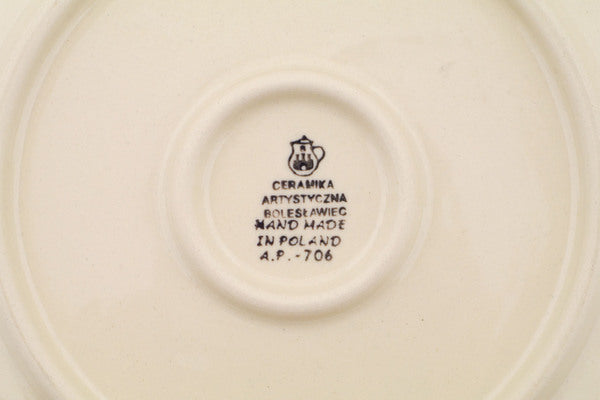 CERAMIKA
ARTYSTYCZNA
BOLESŁAWIEC
HAND MADE
IN POLAND
A.P.-706